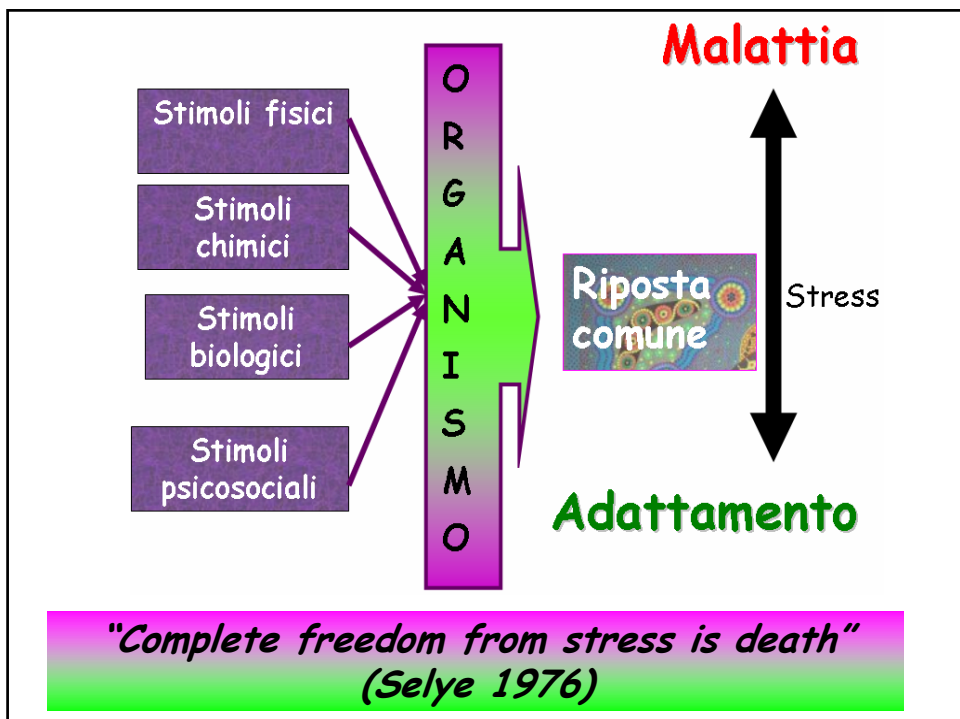 Malattia
Stimoli fisici
Stimoli
chimici
Stimoli
biologici
Stimoli
psicosociali
O
R
G
A
N
I
S
M
O
Riposta
comune
Stress
Adattamento
“Complete freedom from stress is death”
(Selye 1976)